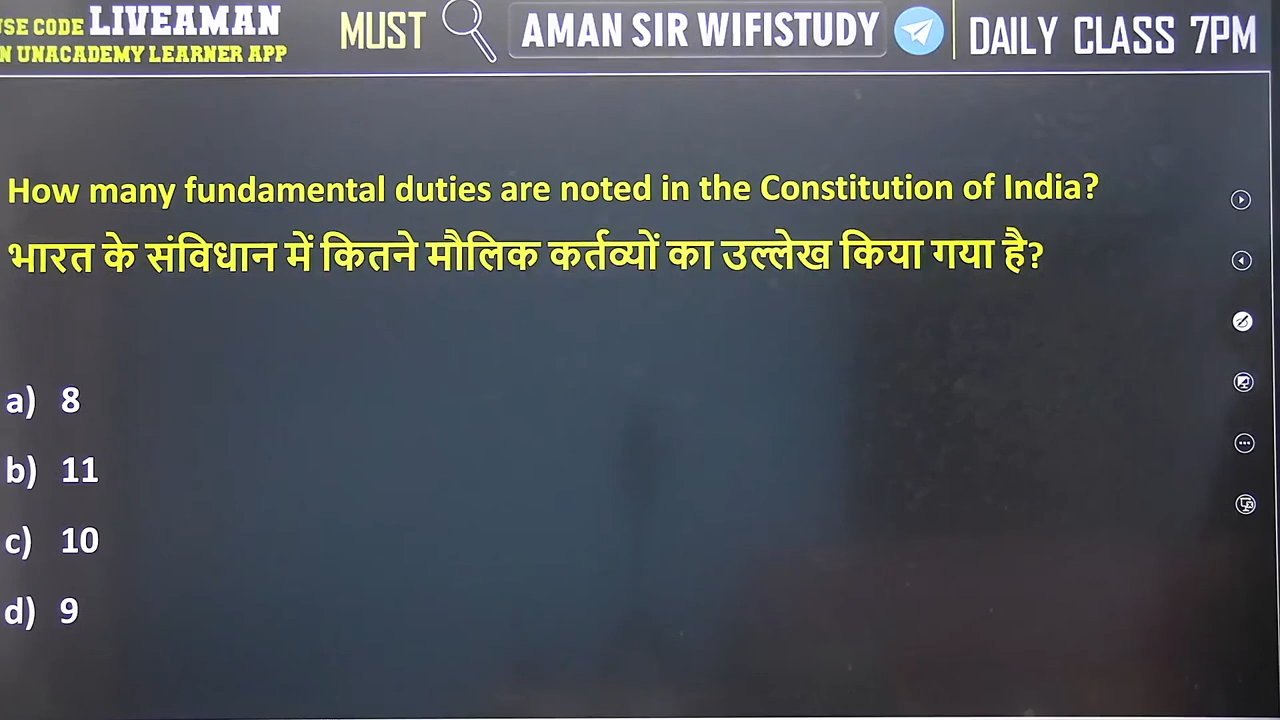 SE CODE LIVEAMAN
N UNACADEMY LEARNER APP
MUST
AMAN SIR WIFISTUDY
DAILY CLASS 7PM
How many fundamental duties are noted in the Constitution of India?
भारत के संविधान में कितने मौलिक कर्तव्यों का उल्लेख किया गया है?
a) 8
b) 11
c) 10
d) 9